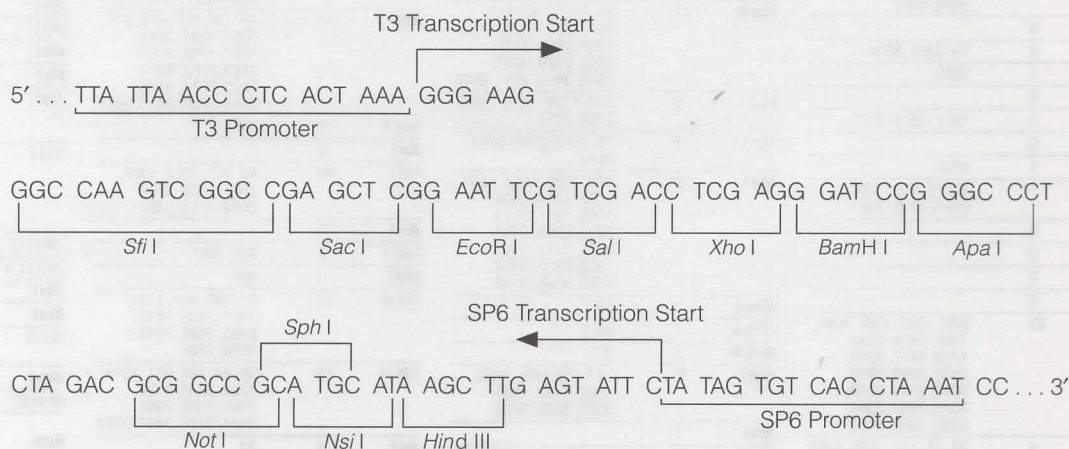 T3 Transcription Start
5′ . . . TTA TTA ACC CTC ACT AAA GGG AAG
T3 Promoter
GGC CAA GTC GGC CGA GCT CGG AAT TCG TCG ACC TCG AGG GAT CCG GGC CCT
Sfi I Sac I EcoR I Sal I Xho I BamH I Apa I
SP6 Transcription Start
Sph I
CTA GAC GCG GCC GCA TGC ATA AGC TTG AGT ATT CTA TAG TGT CAC CTA AAT CC . . . 3′
Not I Nsi I Hind III SP6 Promoter